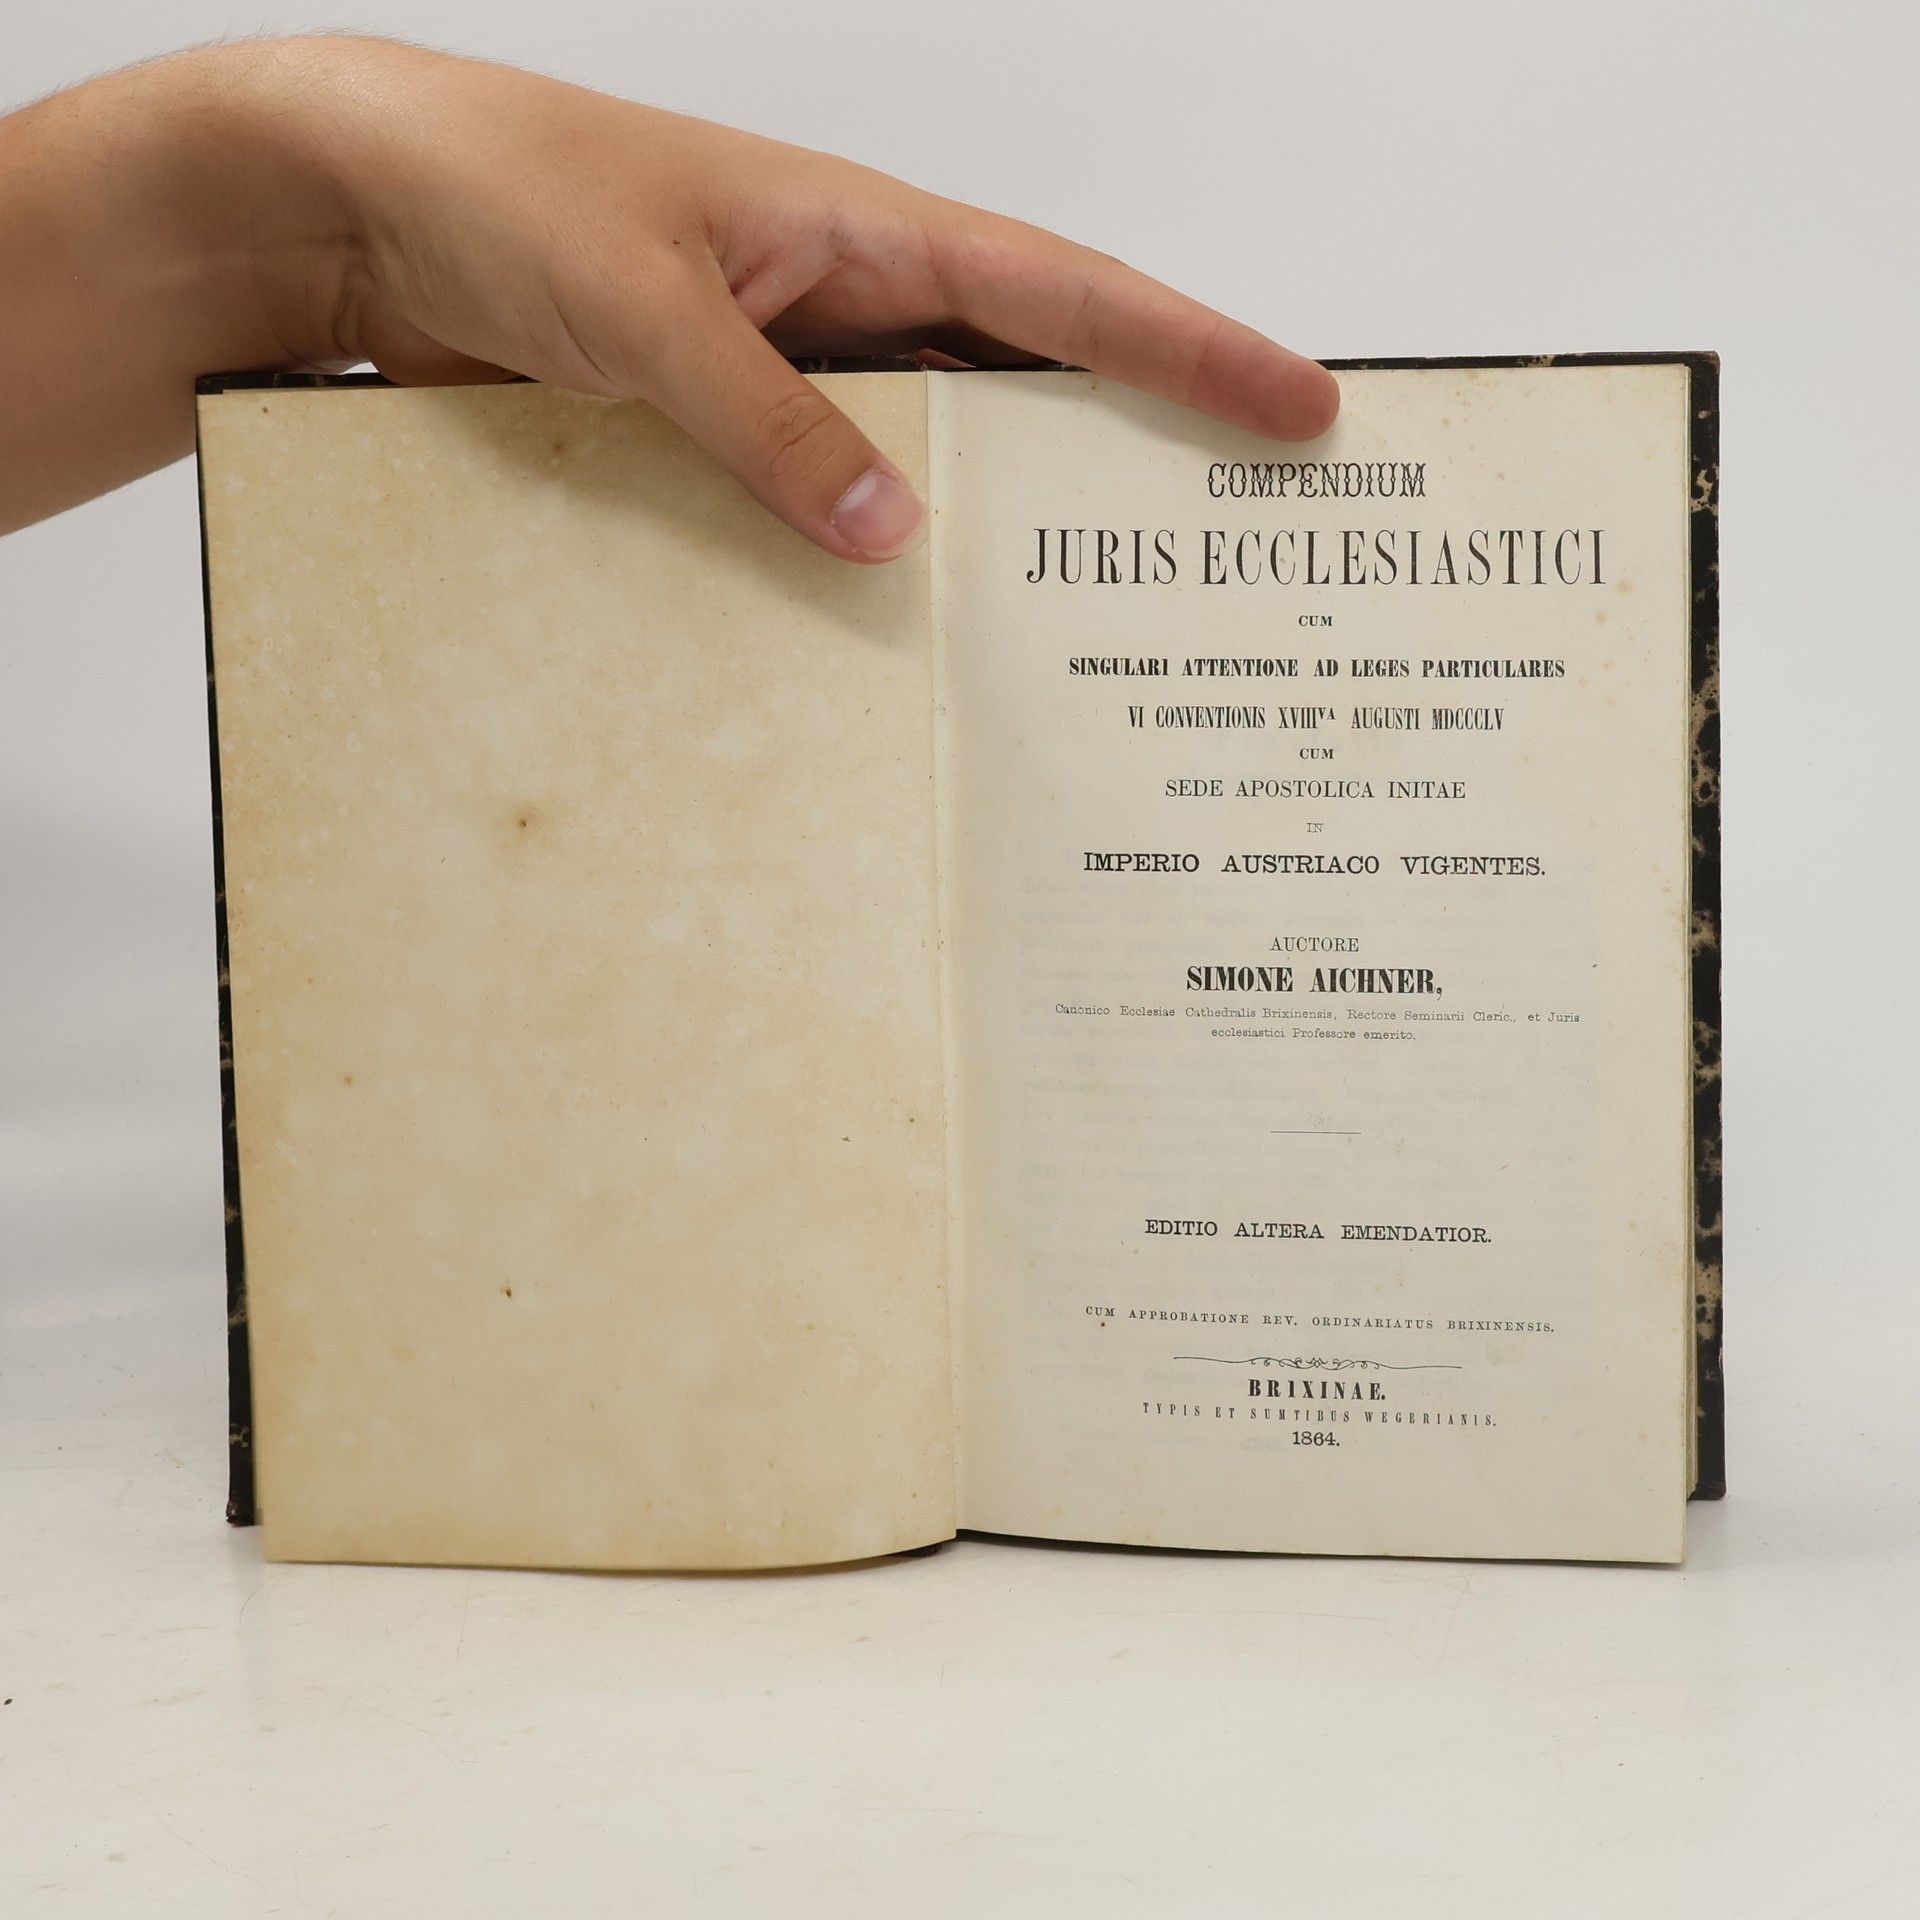 COMPENDIUM
JURIS ECCLESIASTICI
CUM
SINGULARI ATTENTIONE AD LEGES PARTICULARES
VI CONVENTIONIS XVIIIVA AUGUSTI MDCCCLV
CUM
SEDE APOSTOLICA INITAE
IN
IMPERIO AUSTRIACO VIGENTES.
AUCTORE
SIMONE AICHNER,
Canonico Ecclesiae Cathedralis Brixinensis, Rectore Seminarii Cleric., et Juris
ecclesiastici Professore emerito.
EDITIO ALTERA EMENDATIOR.
CUM APPROBATIONE REV. ORDINARIATUS BRIXINENSIS.
BRIXINAE.
TYPIS ET SUMTIBUS WEGERIANIS.
1864.